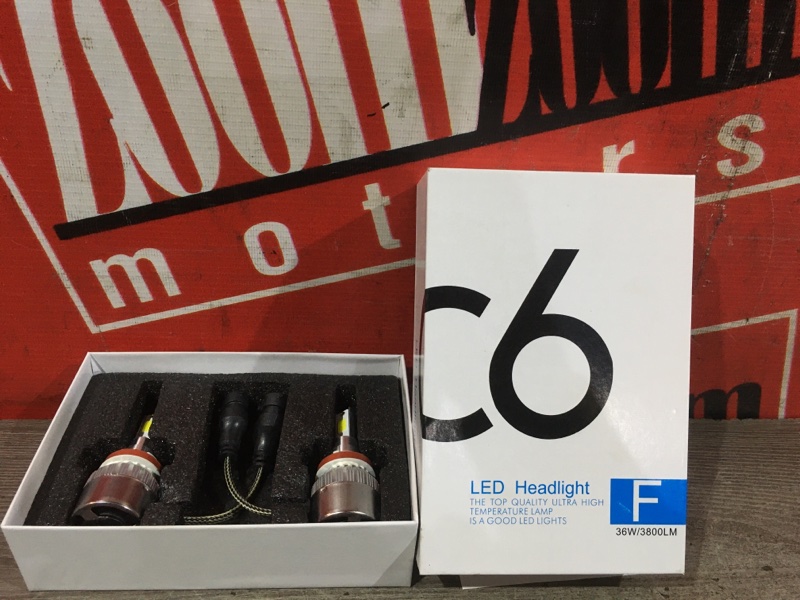 zoom zoom
motors
C6
LED Headlight
THE TOP QUALITY ULTRA HIGH
TEMPERATURE LAMP
IS A GOOD LED LIGHTS
F
36W/3800LM